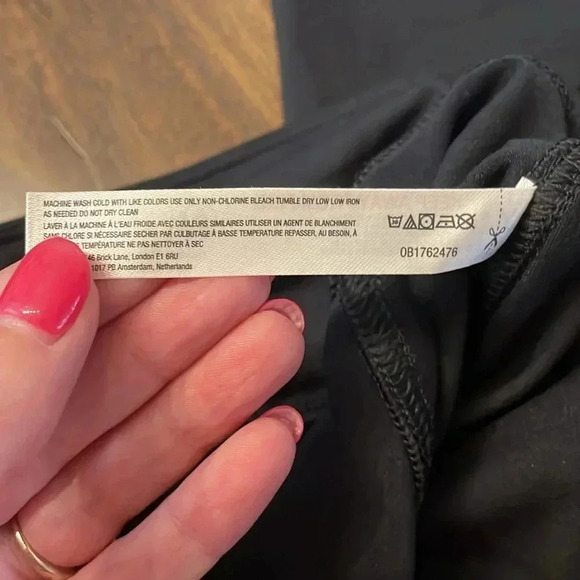 MACHINE WASH COLD WITH LIKE COLORS USE ONLY NON-CHLORINE BLEACH TUMBLE DRY LOW LOW IRON
AS NEEDED DO NOT DRY CLEAN
LAVER À LA MACHINE À L'EAU FROIDE AVEC COULEURS SIMILAIRES UTILISER UN AGENT DE BLANCHIMENT
SANS CHLORE SI NÉCESSAIRE SÉCHER PAR CULBUTAGE À BASSE TEMPÉRATURE REPASSER, AU BESOIN, À
TEMPÉRATURE NE PAS NETTOYER À SEC
46 Brick Lane, London E1 6RU
1017 PB Amsterdam, Netherlands
30
0B1762476